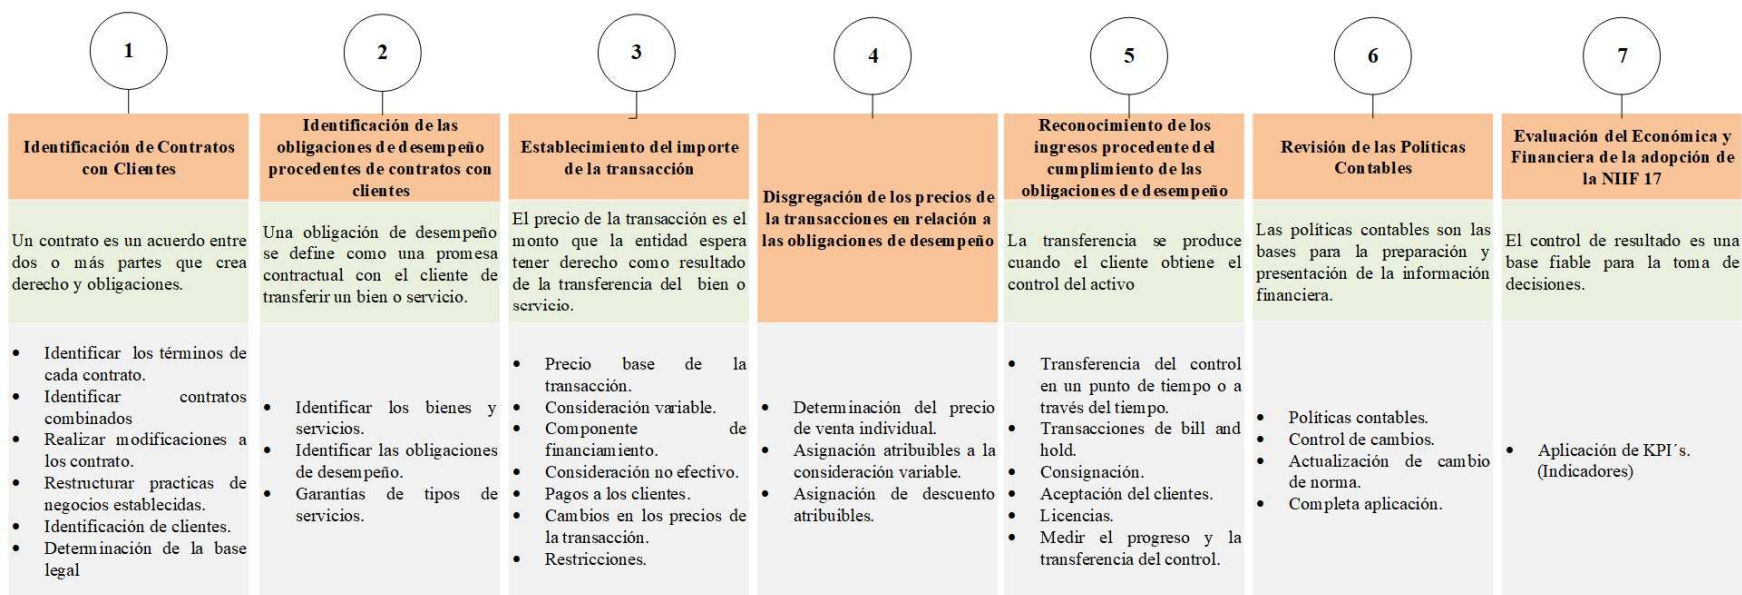 1
Identificación de Contratos
con Clientes
Un contrato es un acuerdo entre
dos o más partes que crea
derecho y obligaciones.
• Identificar los términos de
cada contrato.
• Identificar contratos
combinados
• Realizar modificaciones a
los contrato.
• Restructurar practicas de
negocios establecidas.
• Identificación de clientes.
• Determinación de la base
legal
2
Identificación de las
obligaciones de desempeño
procedentes de contratos con
clientes
Una obligación de desempeño
se define como una promesa
contractual con el cliente de
transferir un bien o servicio.
• Identificar los bienes y
servicios.
• Identificar las obligaciones
de desempeño.
• Garantías de tipos de
servicios.
3
Establecimiento del importe
de la transacción
El precio de la transacción es el
monto que la entidad espera
tener derecho como resultado
de la transferencia del bien o
servicio.
• Precio base de la
transacción.
• Consideración variable.
• Componente de
financiamiento.
• Consideración no efectivo.
• Pagos a los clientes.
• Cambios en los precios de
la transacción.
• Restricciones.
4
Disgregación de los precios de
la transacciones en relación a
las obligaciones de desempeño
• Determinación del precio
de venta individual.
• Asignación atribuibles a la
consideración variable.
• Asignación de descuento
atribuibles.
5
Reconocimiento de los
ingresos procedente del
cumplimiento de las
obligaciones de desempeño
La transferencia se produce
cuando el cliente obtiene el
control del activo
• Transferencia del control
en un punto de tiempo o a
través del tiempo.
• Transacciones de bill and
hold.
• Consignación.
• Aceptación del clientes.
• Licencias.
• Medir el progreso y la
transferencia del control.
6
Revisión de las Políticas
Contables
Las políticas contables son las
bases para la preparación y
presentación de la información
financiera.
• Políticas contables.
• Control de cambios.
• Actualización de cambio
de norma.
• Completa aplicación.
7
Evaluación del Económica y
Financiera de la adopción de
la NIIF 17
El control de resultado es una
base fiable para la toma de
decisiones.
• Aplicación de KPI´s.
(Indicadores)